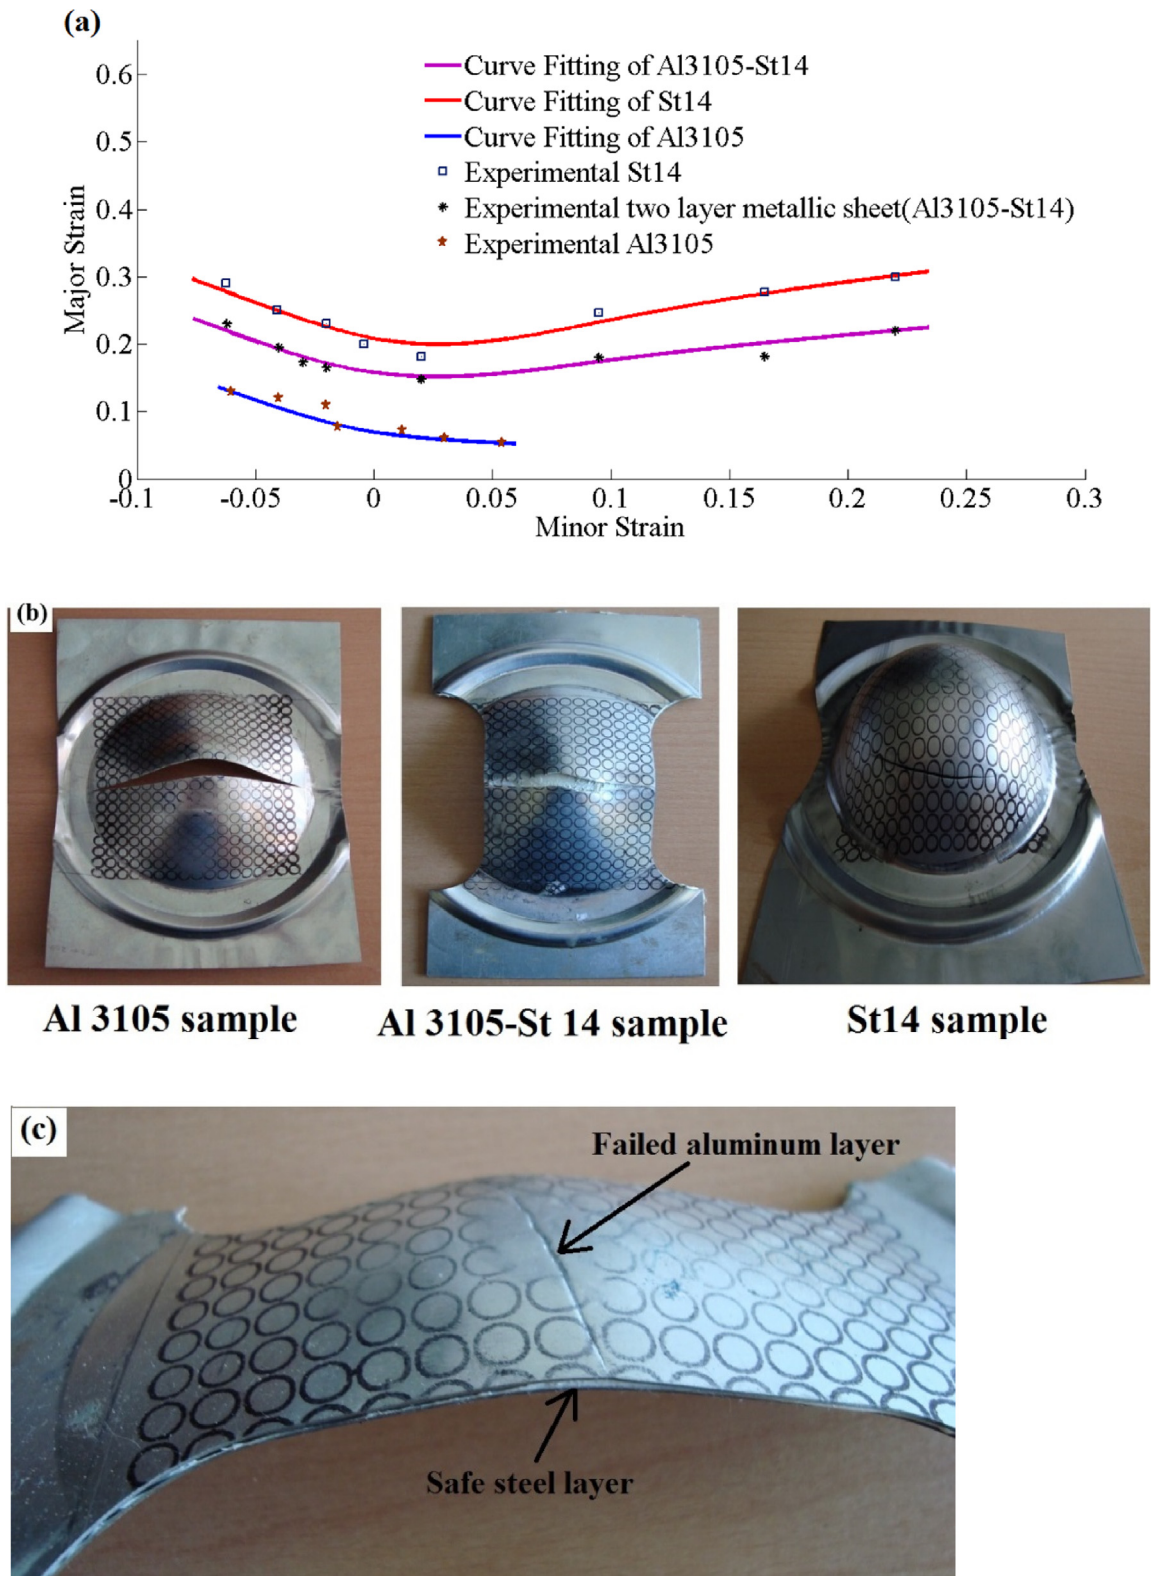 (a)
Curve Fitting of Al3105-St14
Curve Fitting of St14
Curve Fitting of Al3105
Experimental St14
Experimental two layer metallic sheet(Al3105-St14)
Experimental Al3105
Major Strain
0.6
0.5
0.4
0.3
0.2
0.1
0
-0.1 -0.05 0 0.05 0.1 0.15 0.2 0.25 0.3
Minor Strain
(b)
Al 3105 sample
Al 3105-St 14 sample
St14 sample
(c)
Failed aluminum layer
Safe steel layer